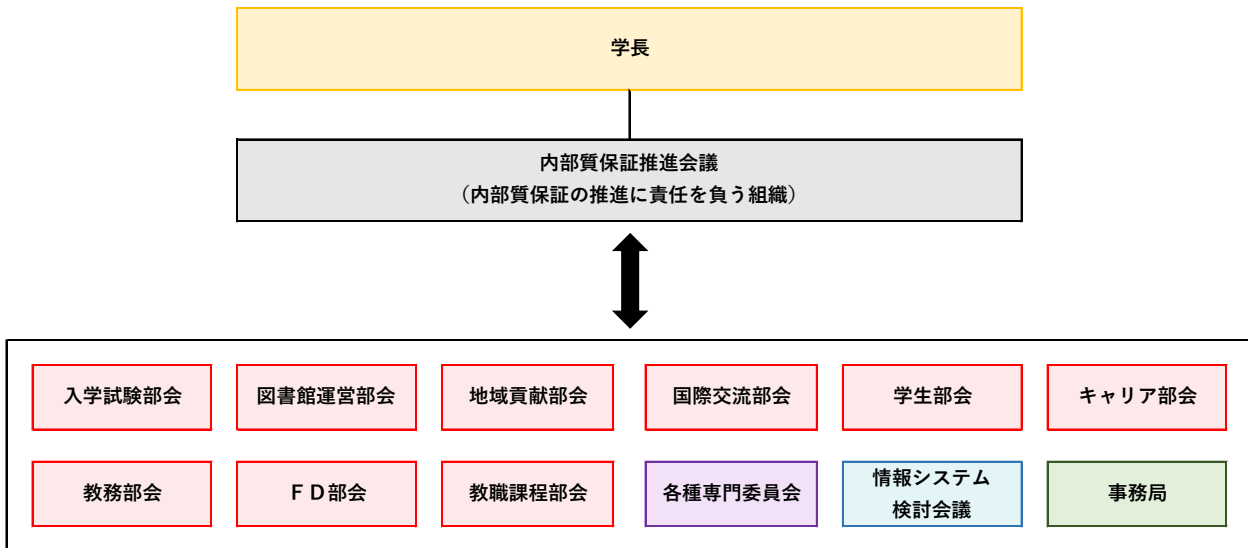 学長
内部質保証推進会議
（内部質保証の推進に責任を負う組織）
入学試験部会
図書館運営部会
地域貢献部会
国際交流部会
学生部会
キャリア部会
教務部会
ＦＤ部会
教職課程部会
各種専門委員会
情報システム
検討会議
事務局